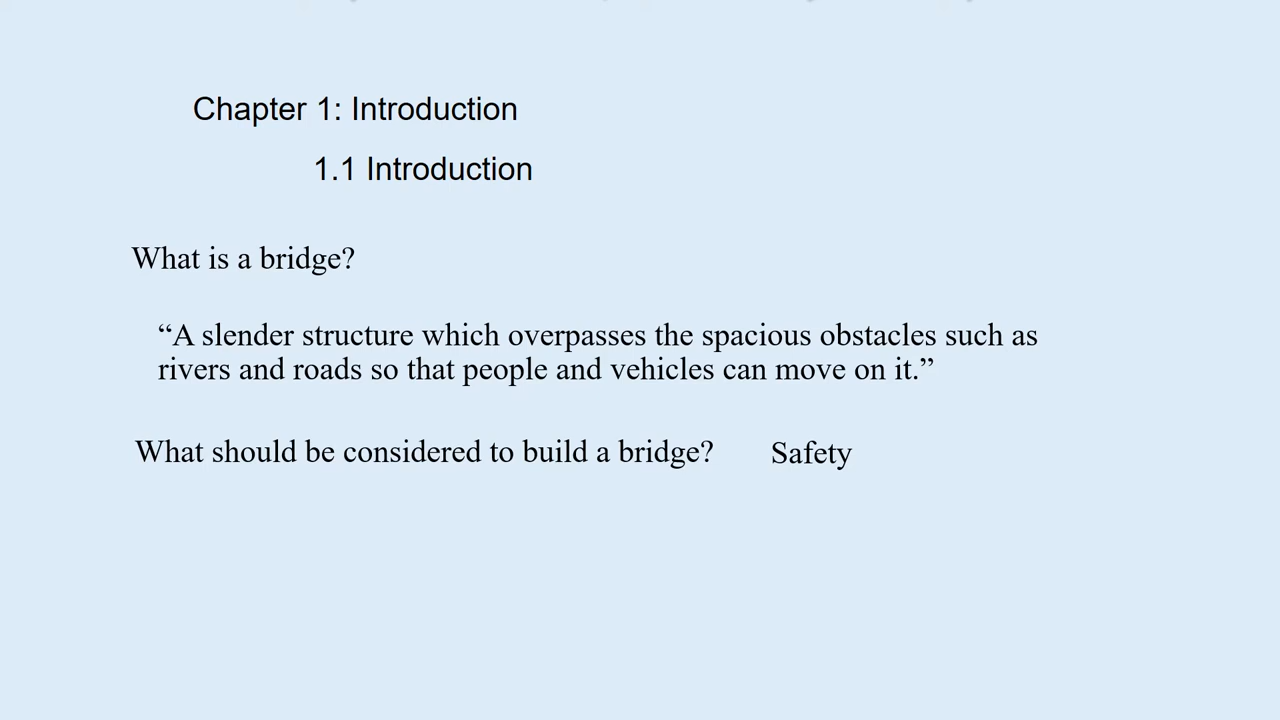 Chapter 1: Introduction
1.1 Introduction
What is a bridge?
“A slender structure which overpasses the spacious obstacles such as
rivers and roads so that people and vehicles can move on it.”
What should be considered to build a bridge? Safety